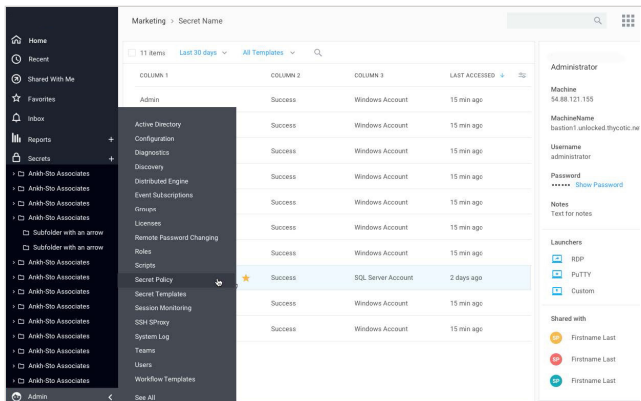 Marketing > Secret Name
Home
Recent
Shared With Me
Favorites
Inbox
Reports +
Secrets +
Ankh-Sto Associates
Ankh-Sto Associates
Ankh-Sto Associates
Ankh-Sto Associates
Subfolder with an arrow
Subfolder with an arrow
Ankh-Sto Associates
Ankh-Sto Associates
Ankh-Sto Associates
Ankh-Sto Associates
Ankh-Sto Associates
Ankh-Sto Associates
Ankh-Sto Associates
Ankh-Sto Associates
Ankh-Sto Associates
Admin
Active Directory
Configuration
Diagnostics
Discovery
Distributed Engine
Event Subscriptions
Groups
Licenses
Remote Password Changing
Roles
Scripts
Secret Policy
Secret Templates
Session Monitoring
SSH SProxy
System Log
Teams
Users
Workflow Templates
See All
11 items Last 30 days All Templates
COLUMN 1 COLUMN 2 COLUMN 3 LAST ACCESSED
Admin Success Windows Account 15 min ago
Success Windows Account 15 min ago
Success Windows Account 15 min ago
Success Windows Account 15 min ago
Success Windows Account 15 min ago
Success Windows Account 15 min ago
Success Windows Account 15 min ago
Success SQL Server Account 2 days ago
Success Windows Account 15 min ago
Success Windows Account 15 min ago
Administrator
Machine
54.88.121.155
MachineName
bastion1.unlocked.thycotic.ne
Username
administrator
Password
•••••• Show Password
Notes
Text for notes
Launchers
RDP
PuTTY
Custom
Shared with
SP Firstname Last
SP Firstname Last
SP Firstname Last